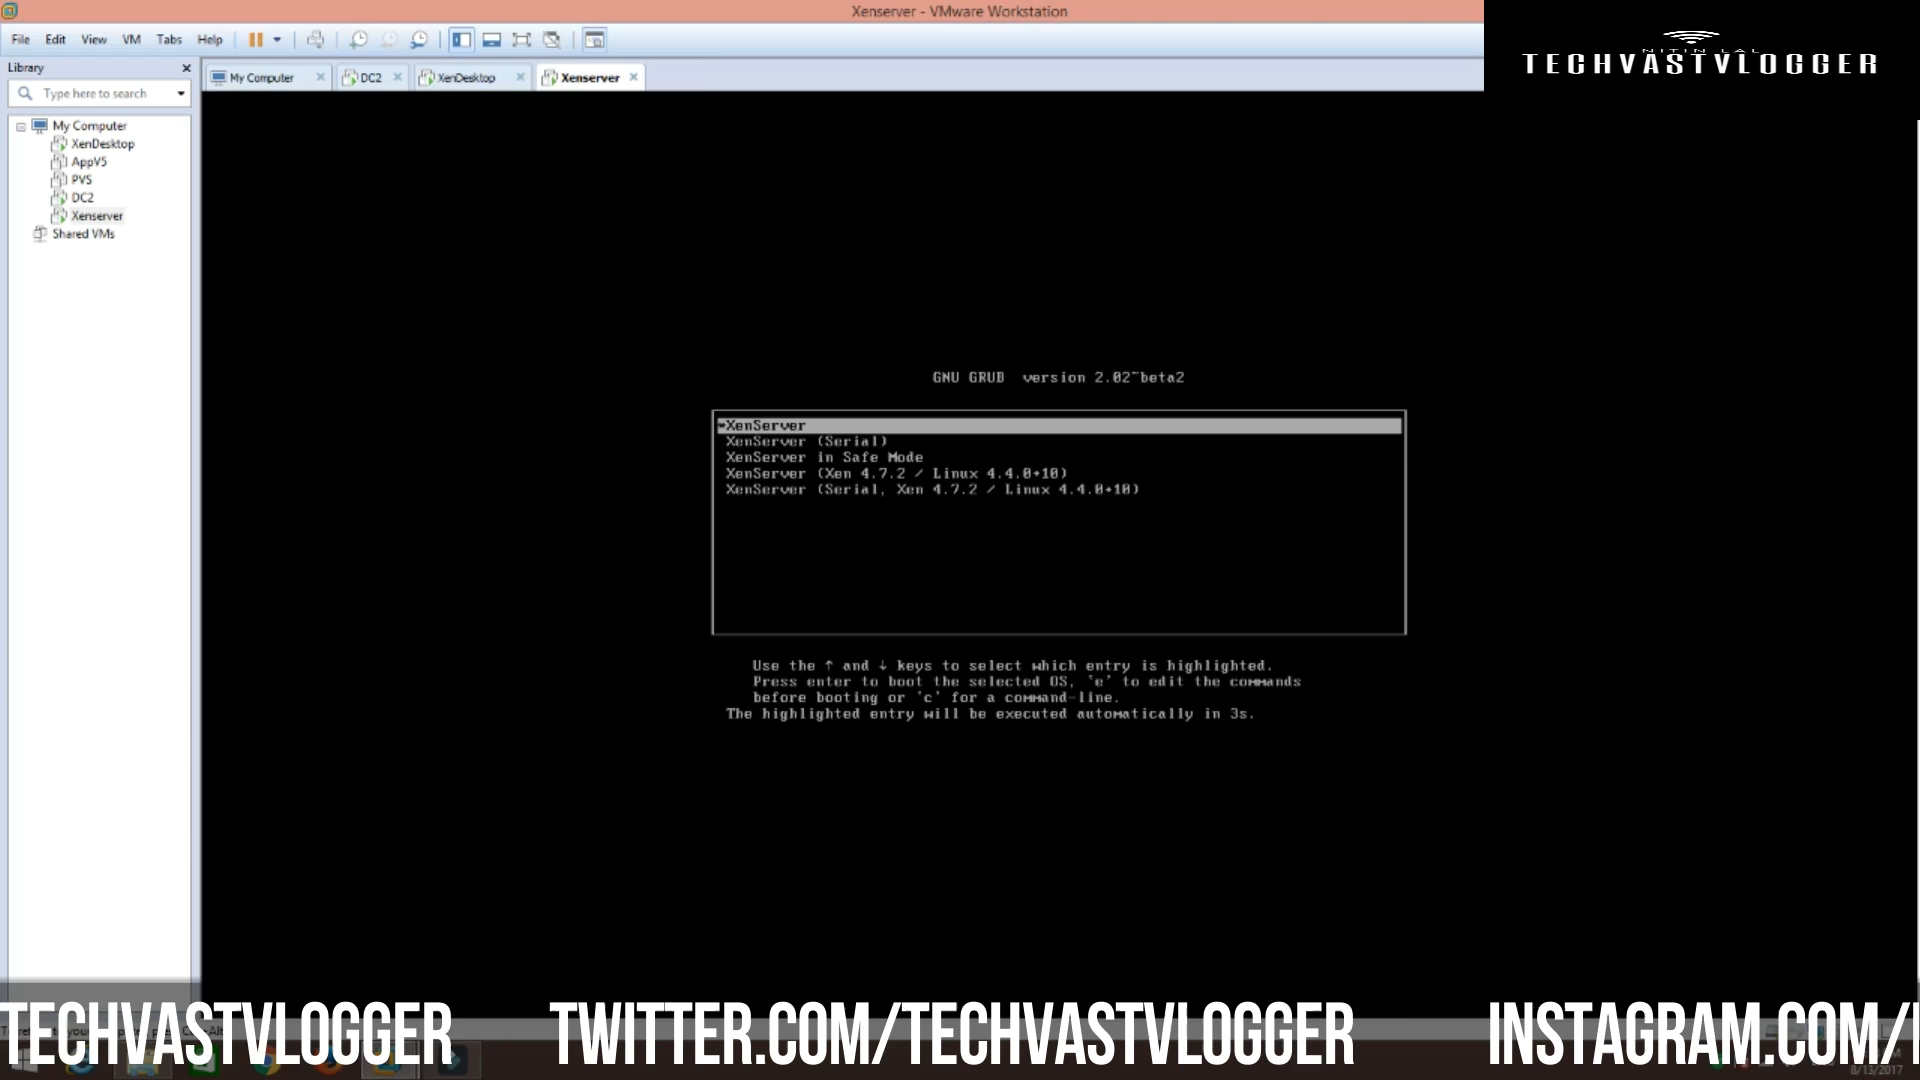 Xenserver - VMware Workstation
File Edit View VM Tabs Help
NITIN LAL
TECHVASTVLOGGER
Library
Type here to search
My Computer
XenDesktop
AppV5
PVS
DC2
Xenserver
Shared VMs
My Computer DC2 XenDesktop Xenserver
GNU GRUB version 2.02~beta2
*XenServer
XenServer (Serial)
XenServer in Safe Mode
XenServer (Xen 4.7.2 / Linux 4.4.0+10)
XenServer (Serial, Xen 4.7.2 / Linux 4.4.0+10)
Use the ↑ and ↓ keys to select which entry is highlighted.
Press enter to boot the selected OS, `e' to edit the commands
before booting or `c' for a command-line.
The highlighted entry will be executed automatically in 3s.
TECHVASTVLOGGER TWITTER.COM/TECHVASTVLOGGER INSTAGRAM.COM/
8/13/2017